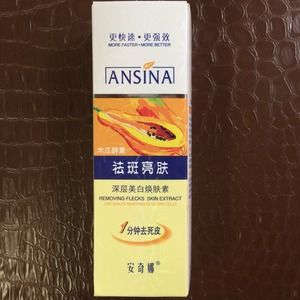 更快速·更强效
MORE FASTER·MORE BETTER
ANSINA
木瓜酵素
祛斑亮肤
深层美白焕肤素
REMOVING FLECKS SKIN EXTRACT
1分钟去死皮
安奇娜®